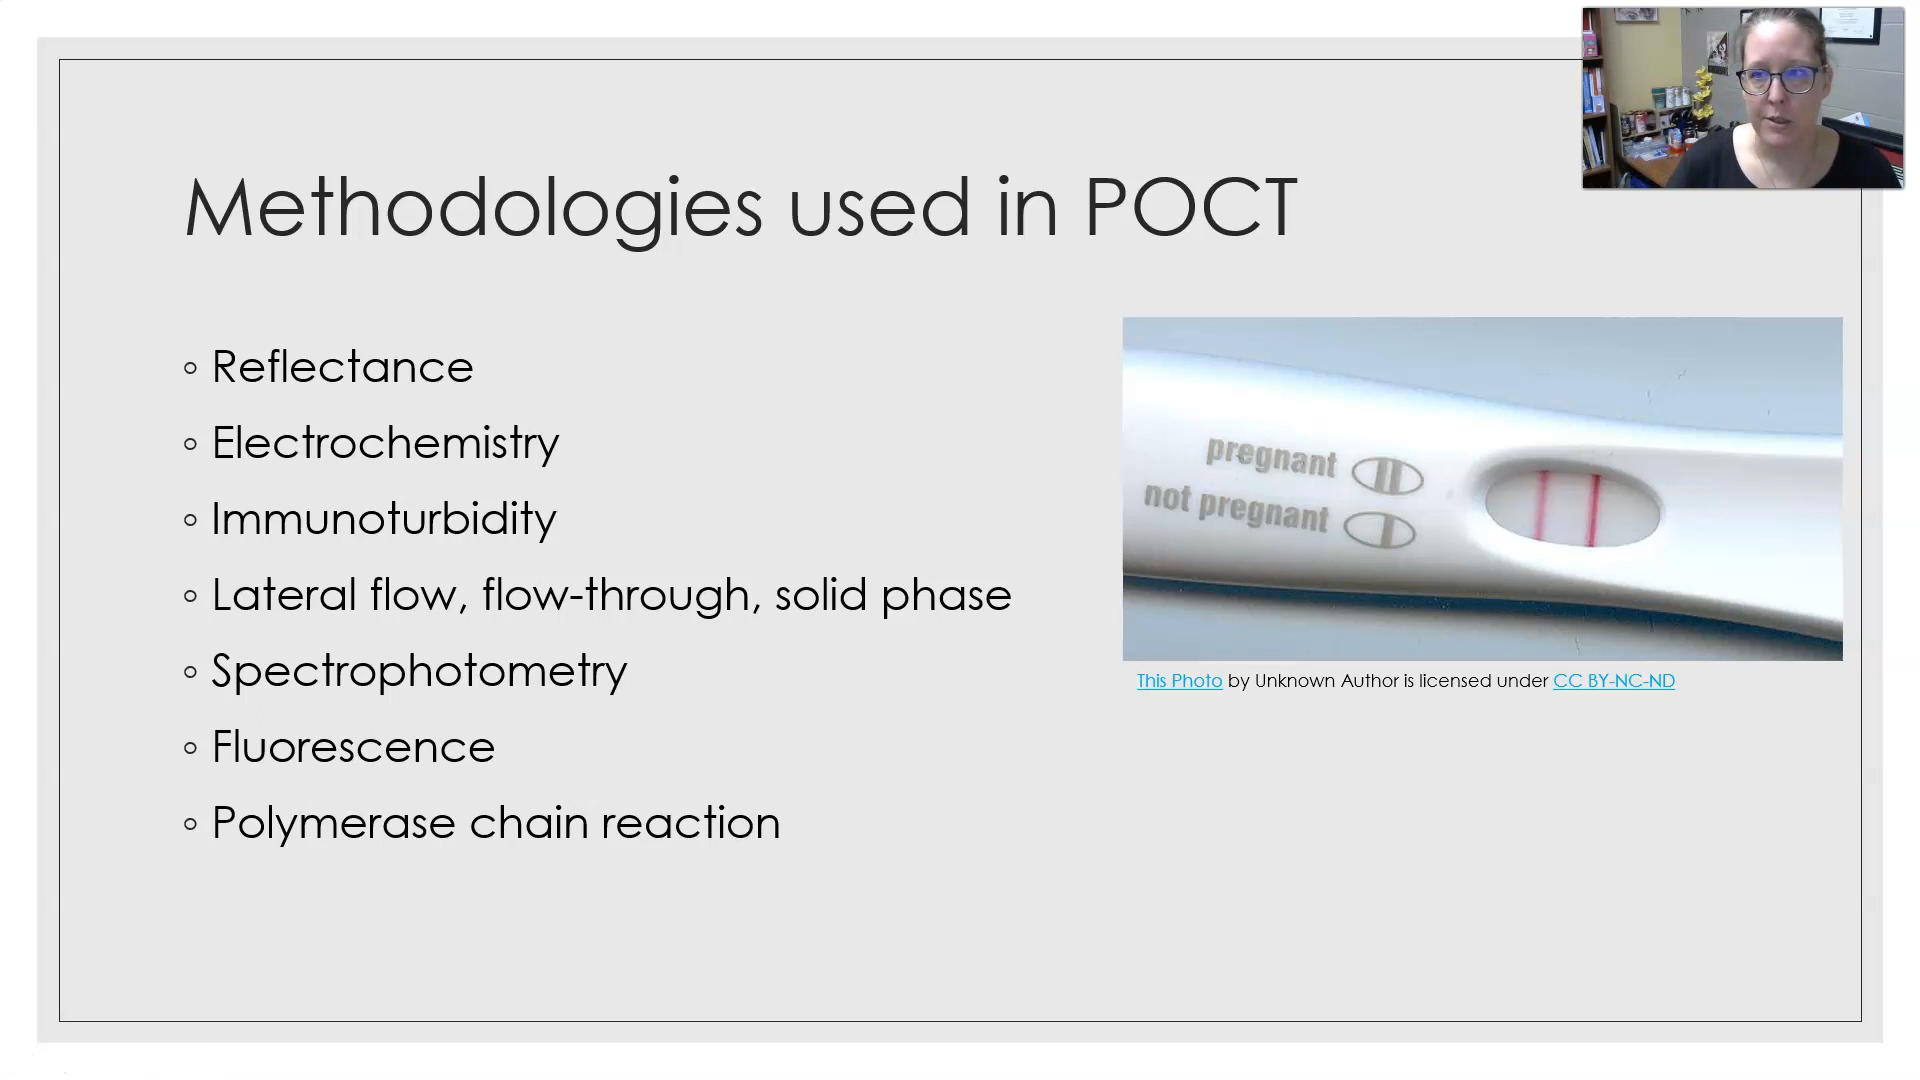 Methodologies used in POCT
◦ Reflectance
◦ Electrochemistry
◦ Immunoturbidity
◦ Lateral flow, flow-through, solid phase
◦ Spectrophotometry
◦ Fluorescence
◦ Polymerase chain reaction
pregnant
not pregnant
This Photo by Unknown Author is licensed under CC BY-NC-ND